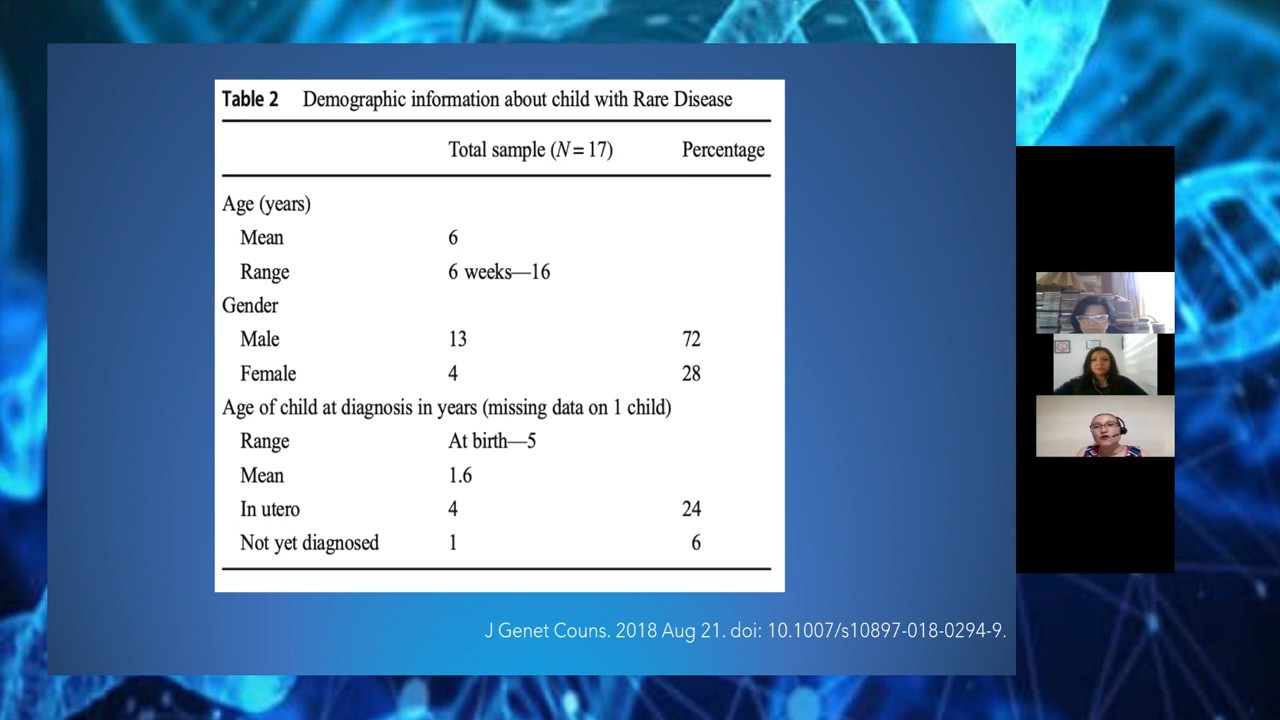 Table 2 Demographic information about child with Rare Disease
Total sample (N = 17) Percentage
Age (years)
Mean 6
Range 6 weeks—16
Gender
Male 13 72
Female 4 28
Age of child at diagnosis in years (missing data on 1 child)
Range At birth—5
Mean 1.6
In utero 4 24
Not yet diagnosed 1 6
J Genet Couns. 2018 Aug 21. doi: 10.1007/s10897-018-0294-9.